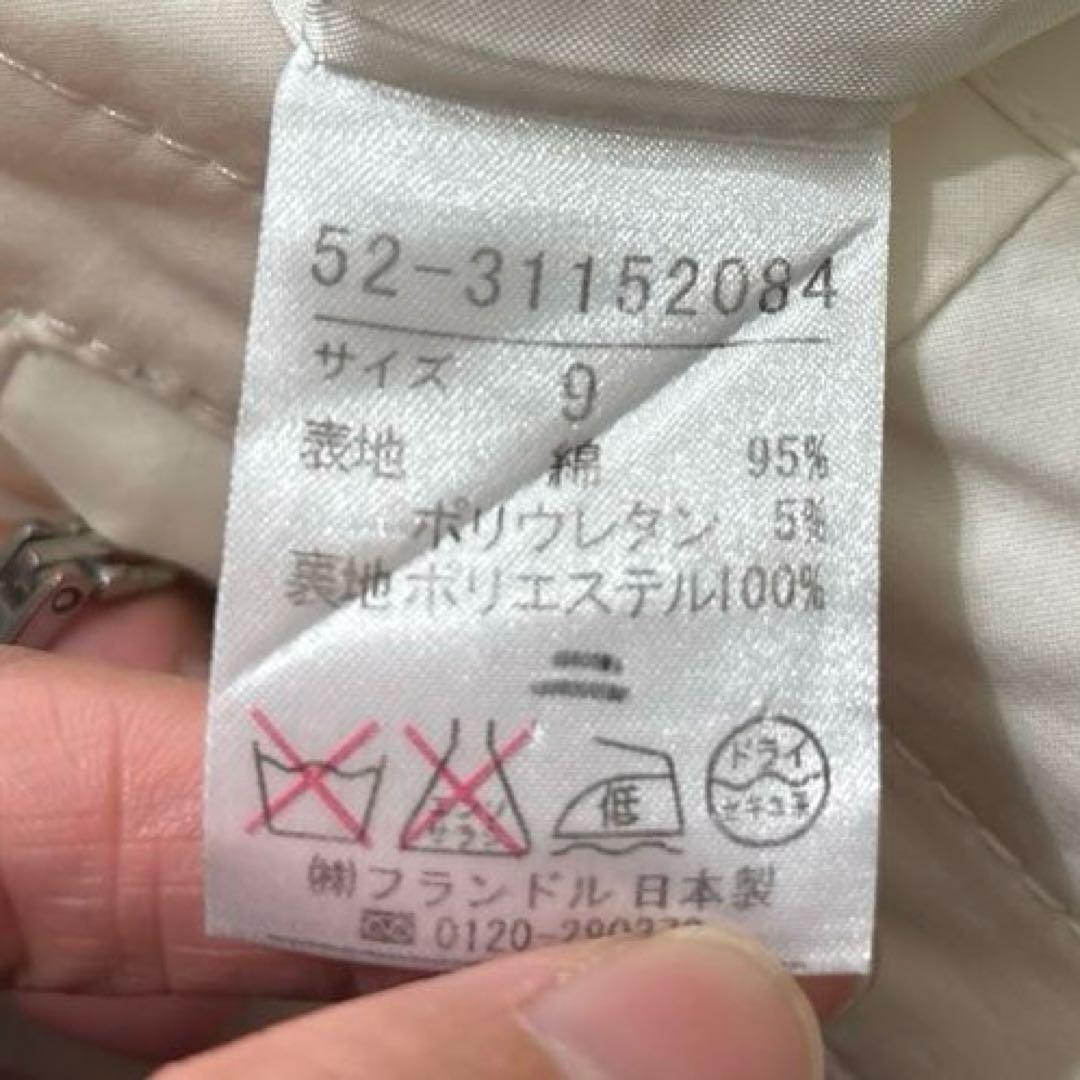 52-31152084
サイズ 9
表地 綿 95%
ポリウレタン 5%
裏地 ポリエステル100%
低
ドライ
セキユ系
㈱フランドル 日本製